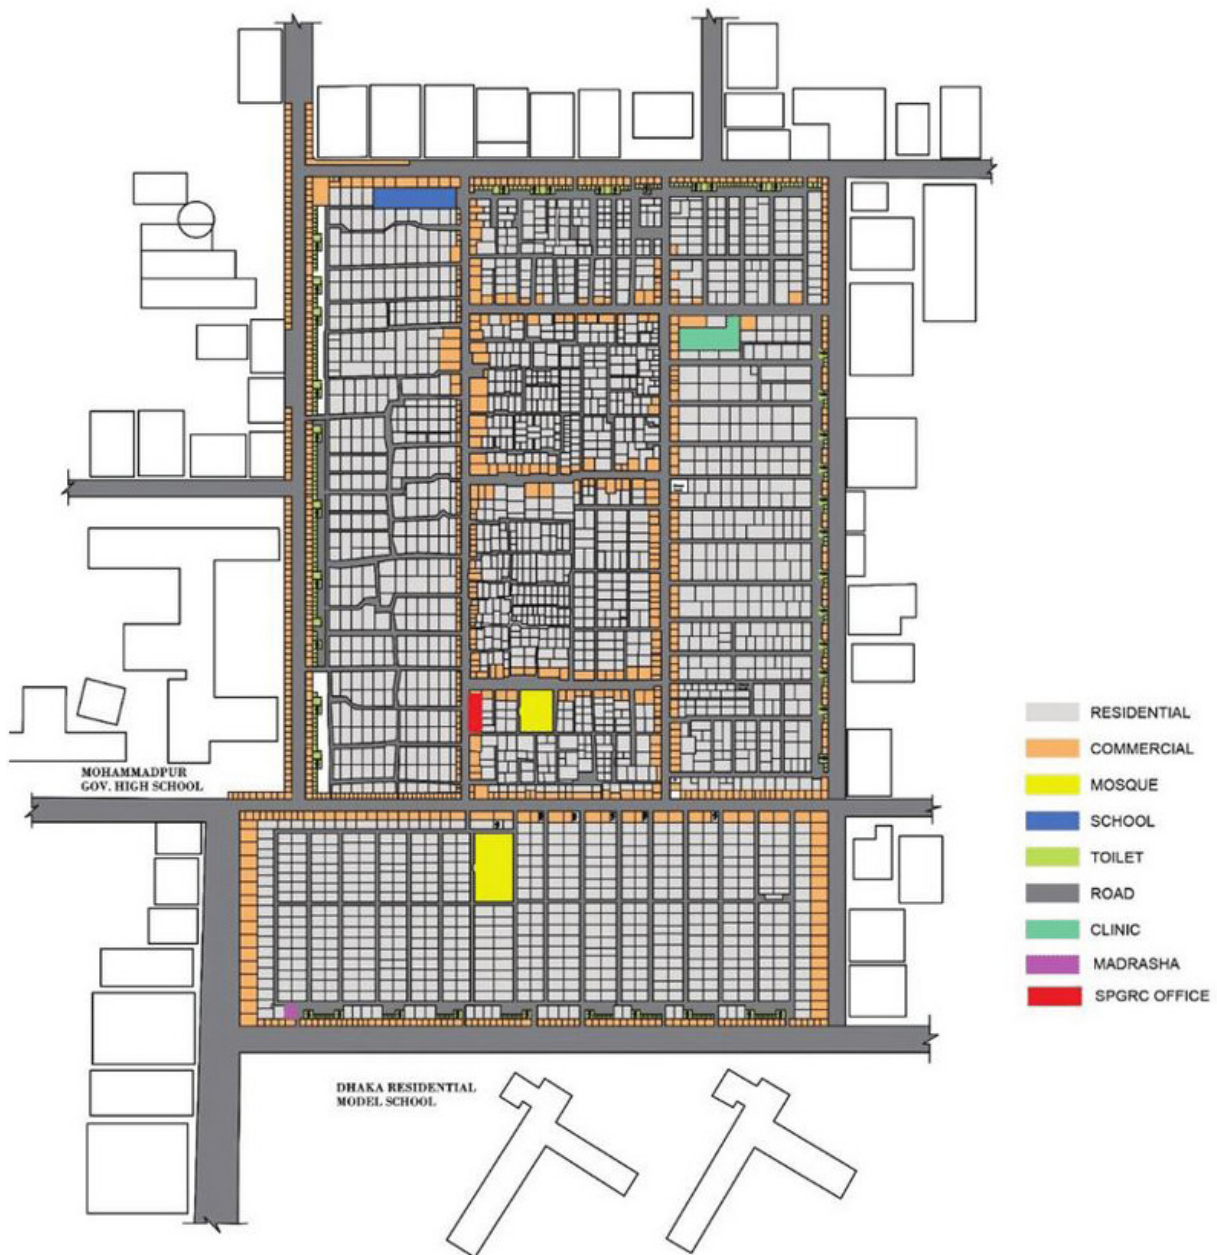 MOHAMMADPUR
GOV. HIGH SCHOOL
DHAKA RESIDENTIAL
MODEL SCHOOL
RESIDENTIAL
COMMERCIAL
MOSQUE
SCHOOL
TOILET
ROAD
CLINIC
MADRASHA
SPGRC OFFICE